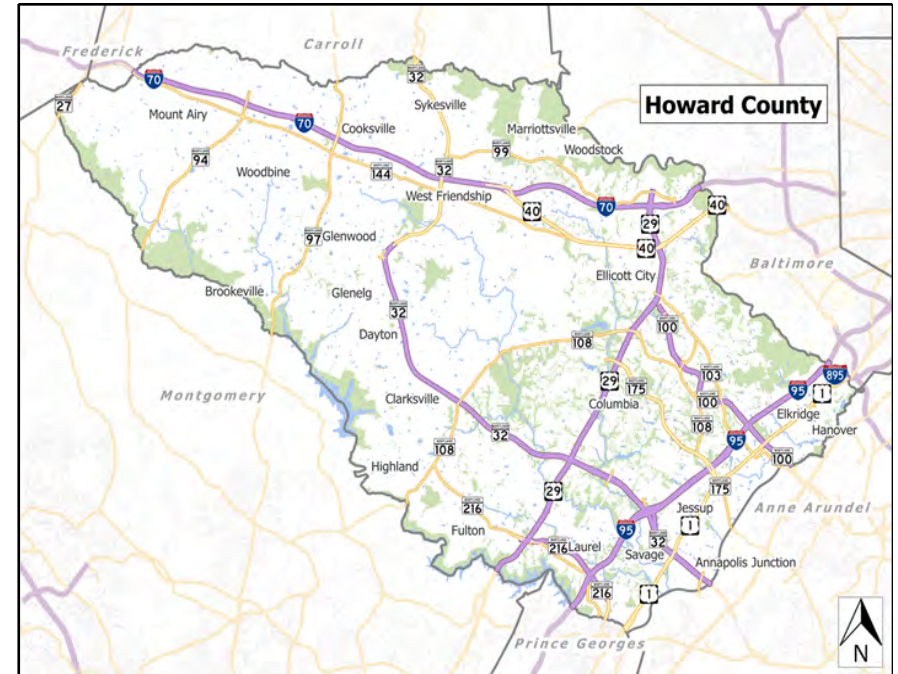 Frederick
Carroll
Howard County
70
32
27
Sykesville
Mount Airy
70
Cooksville
Marriottsville
99
Woodstock
94
144
32
Woodbine
West Friendship
40
70
29
40
97
Glenwood
40
Baltimore
Ellicott City
Brookeville
Glenelg
32
100
Dayton
108
103
895
95
1
29
175
100
Montgomery
Clarksville
Columbia
Elkridge
108
Hanover
32
95
108
100
Highland
29
175
216
Jessup
Anne Arundel
Fulton
95
1
216
Laurel
Savage
32
Annapolis Junction
216
1
Prince Georges
N